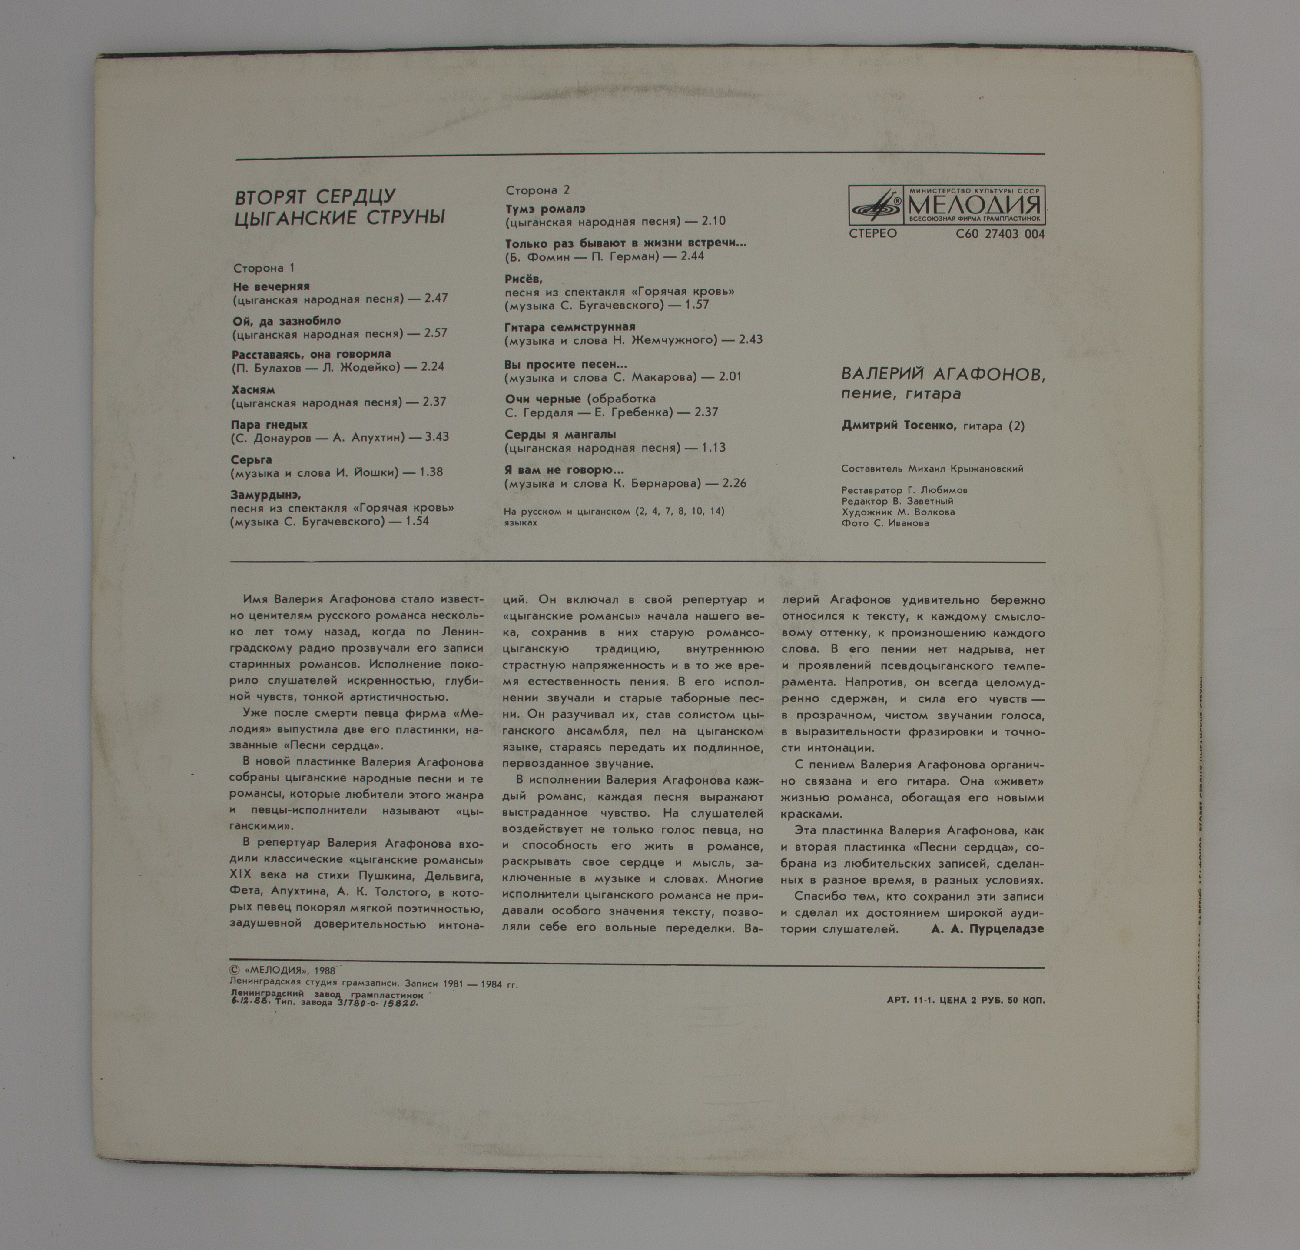 ВТОРЯТ СЕРДЦУ
ЦЫГАНСКИЕ СТРУНЫ
Сторона 1
Не вечерняя
(цыганская народная песня) — 2.47
Ой, да зазнобило
(цыганская народная песня) — 2.57
Расставаясь, она говорила
(П. Булахов — Л. Жодейко) — 2.24
Хасиям
(цыганская народная песня) — 2.37
Пара гнедых
(С. Донауров — А. Апухтин) — 3.43
Серьга
(музыка и слова И. Йошки) — 1.38
Замурдынэ,
песня из спектакля «Горячая кровь»
(музыка С. Бугачевского) — 1.54
Сторона 2
Тумэ ромалэ
(цыганская народная песня) — 2.10
Только раз бывают в жизни встречи...
(Б. Фомин — П. Герман) — 2.44
Рисёв,
песня из спектакля «Горячая кровь»
(музыка С. Бугачевского) — 1.57
Гитара семиструнная
(музыка и слова Н. Жемчужного) — 2.43
Вы просите песен...
(музыка и слова С. Макарова) — 2.01
Очи черные (обработка
С. Гердаля — Е. Гребенка) — 2.37
Серды я мангалы
(цыганская народная песня) — 1.13
Я вам не говорю...
(музыка и слова К. Бернарова) — 2.26
На русском и цыганском (2, 4, 7, 8, 10, 14)
языках
МИНИСТЕРСТВО КУЛЬТУРЫ СССР
МЕЛОДИЯ
ВСЕСОЮЗНАЯ ФИРМА ГРАМПЛАСТИНОК
СТЕРЕО С60 27403 004
ВАЛЕРИЙ АГАФОНОВ,
пение, гитара
Дмитрий Тосенко, гитара (2)
Составитель Михаил Крыжановский
Реставратор Г. Любимов
Редактор В. Заветный
Художник М. Волкова
Фото С. Иванова
Имя Валерия Агафонова стало извест-
но ценителям русского романса несколь-
ко лет тому назад, когда по Ленин-
градскому радио прозвучали его записи
старинных романсов. Исполнение поко-
рило слушателей искренностью, глуби-
ной чувств, тонкой артистичностью.
Уже после смерти певца фирма «Ме-
лодия» выпустила две его пластинки, на-
званные «Песни сердца».
В новой пластинке Валерия Агафонова
собраны цыганские народные песни и те
романсы, которые любители этого жанра
и певцы-исполнители называют «цы-
ганскими».
В репертуар Валерия Агафонова вхо-
дили классические «цыганские романсы»
XIX века на стихи Пушкина, Дельвига,
Фета, Апухтина, А. К. Толстого, в кото-
рых певец покорял мягкой поэтичностью,
задушевной доверительностью интона-
ций. Он включал в свой репертуар и
«цыганские романсы» начала нашего ве-
ка, сохранив в них старую романсо-
цыганскую традицию, внутреннюю
страстную напряженность и в то же вре-
мя естественность пения. В его испол-
нении звучали и старые таборные пес-
ни. Он разучивал их, став солистом цы-
ганского ансамбля, пел на цыганском
языке, стараясь передать их подлинное,
первозданное звучание.
В исполнении Валерия Агафонова каж-
дый романс, каждая песня выражают
выстраданное чувство. На слушателей
воздействует не только голос певца, но
и способность его жить в романсе,
раскрывать свое сердце и мысль, за-
ключенные в музыке и словах. Многие
исполнители цыганского романса не при-
давали особого значения тексту, позво-
ляли себе его вольные переделки. Ва-
лерий Агафонов удивительно бережно
относился к тексту, к каждому смысло-
вому оттенку, к произношению каждого
слова. В его пении нет надрыва, нет
и проявлений псевдоцыганского темпе-
рамента. Напротив, он всегда целомуд-
ренно сдержан, и сила его чувств —
в прозрачном, чистом звучании голоса,
в выразительности фразировки и точно-
сти интонации.
С пением Валерия Агафонова органич-
но связана и его гитара. Она «живет»
жизнью романса, обогащая его новыми
красками.
Эта пластинка Валерия Агафонова, как
и вторая пластинка «Песни сердца», со-
брана из любительских записей, сделан-
ных в разное время, в разных условиях.
Спасибо тем, кто сохранил эти записи
и сделал их достоянием широкой ауди-
тории слушателей. А. А. Пурцеладзе
© «МЕЛОДИЯ», 1988
Ленинградская студия грамзаписи. Записи 1981 — 1984 гг.
Ленинградский завод грампластинок
6-12.88. Тип. завода 3/780-0- 15820.
АРТ. 11-1. ЦЕНА 2 РУБ. 50 КОП.